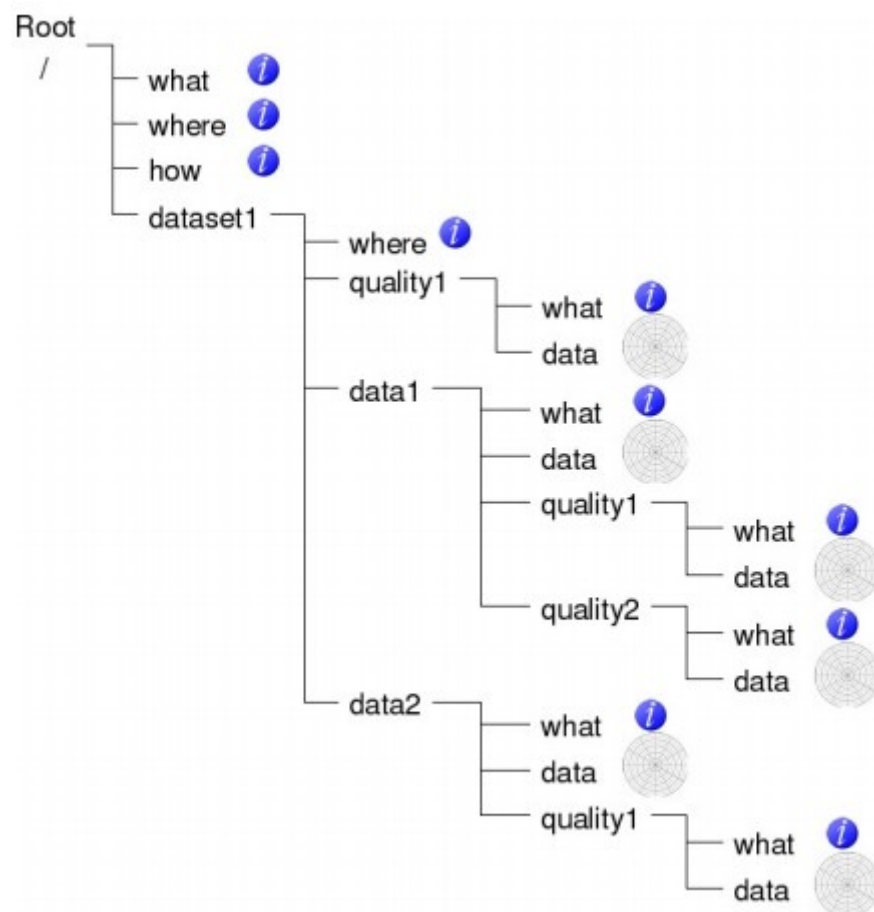 Root
/
what i
where i
how i
dataset1
where i
quality1
what i
data
data1
what i
data
quality1
what i
data
quality2
what i
data
data2
what i
data
quality1
what i
data